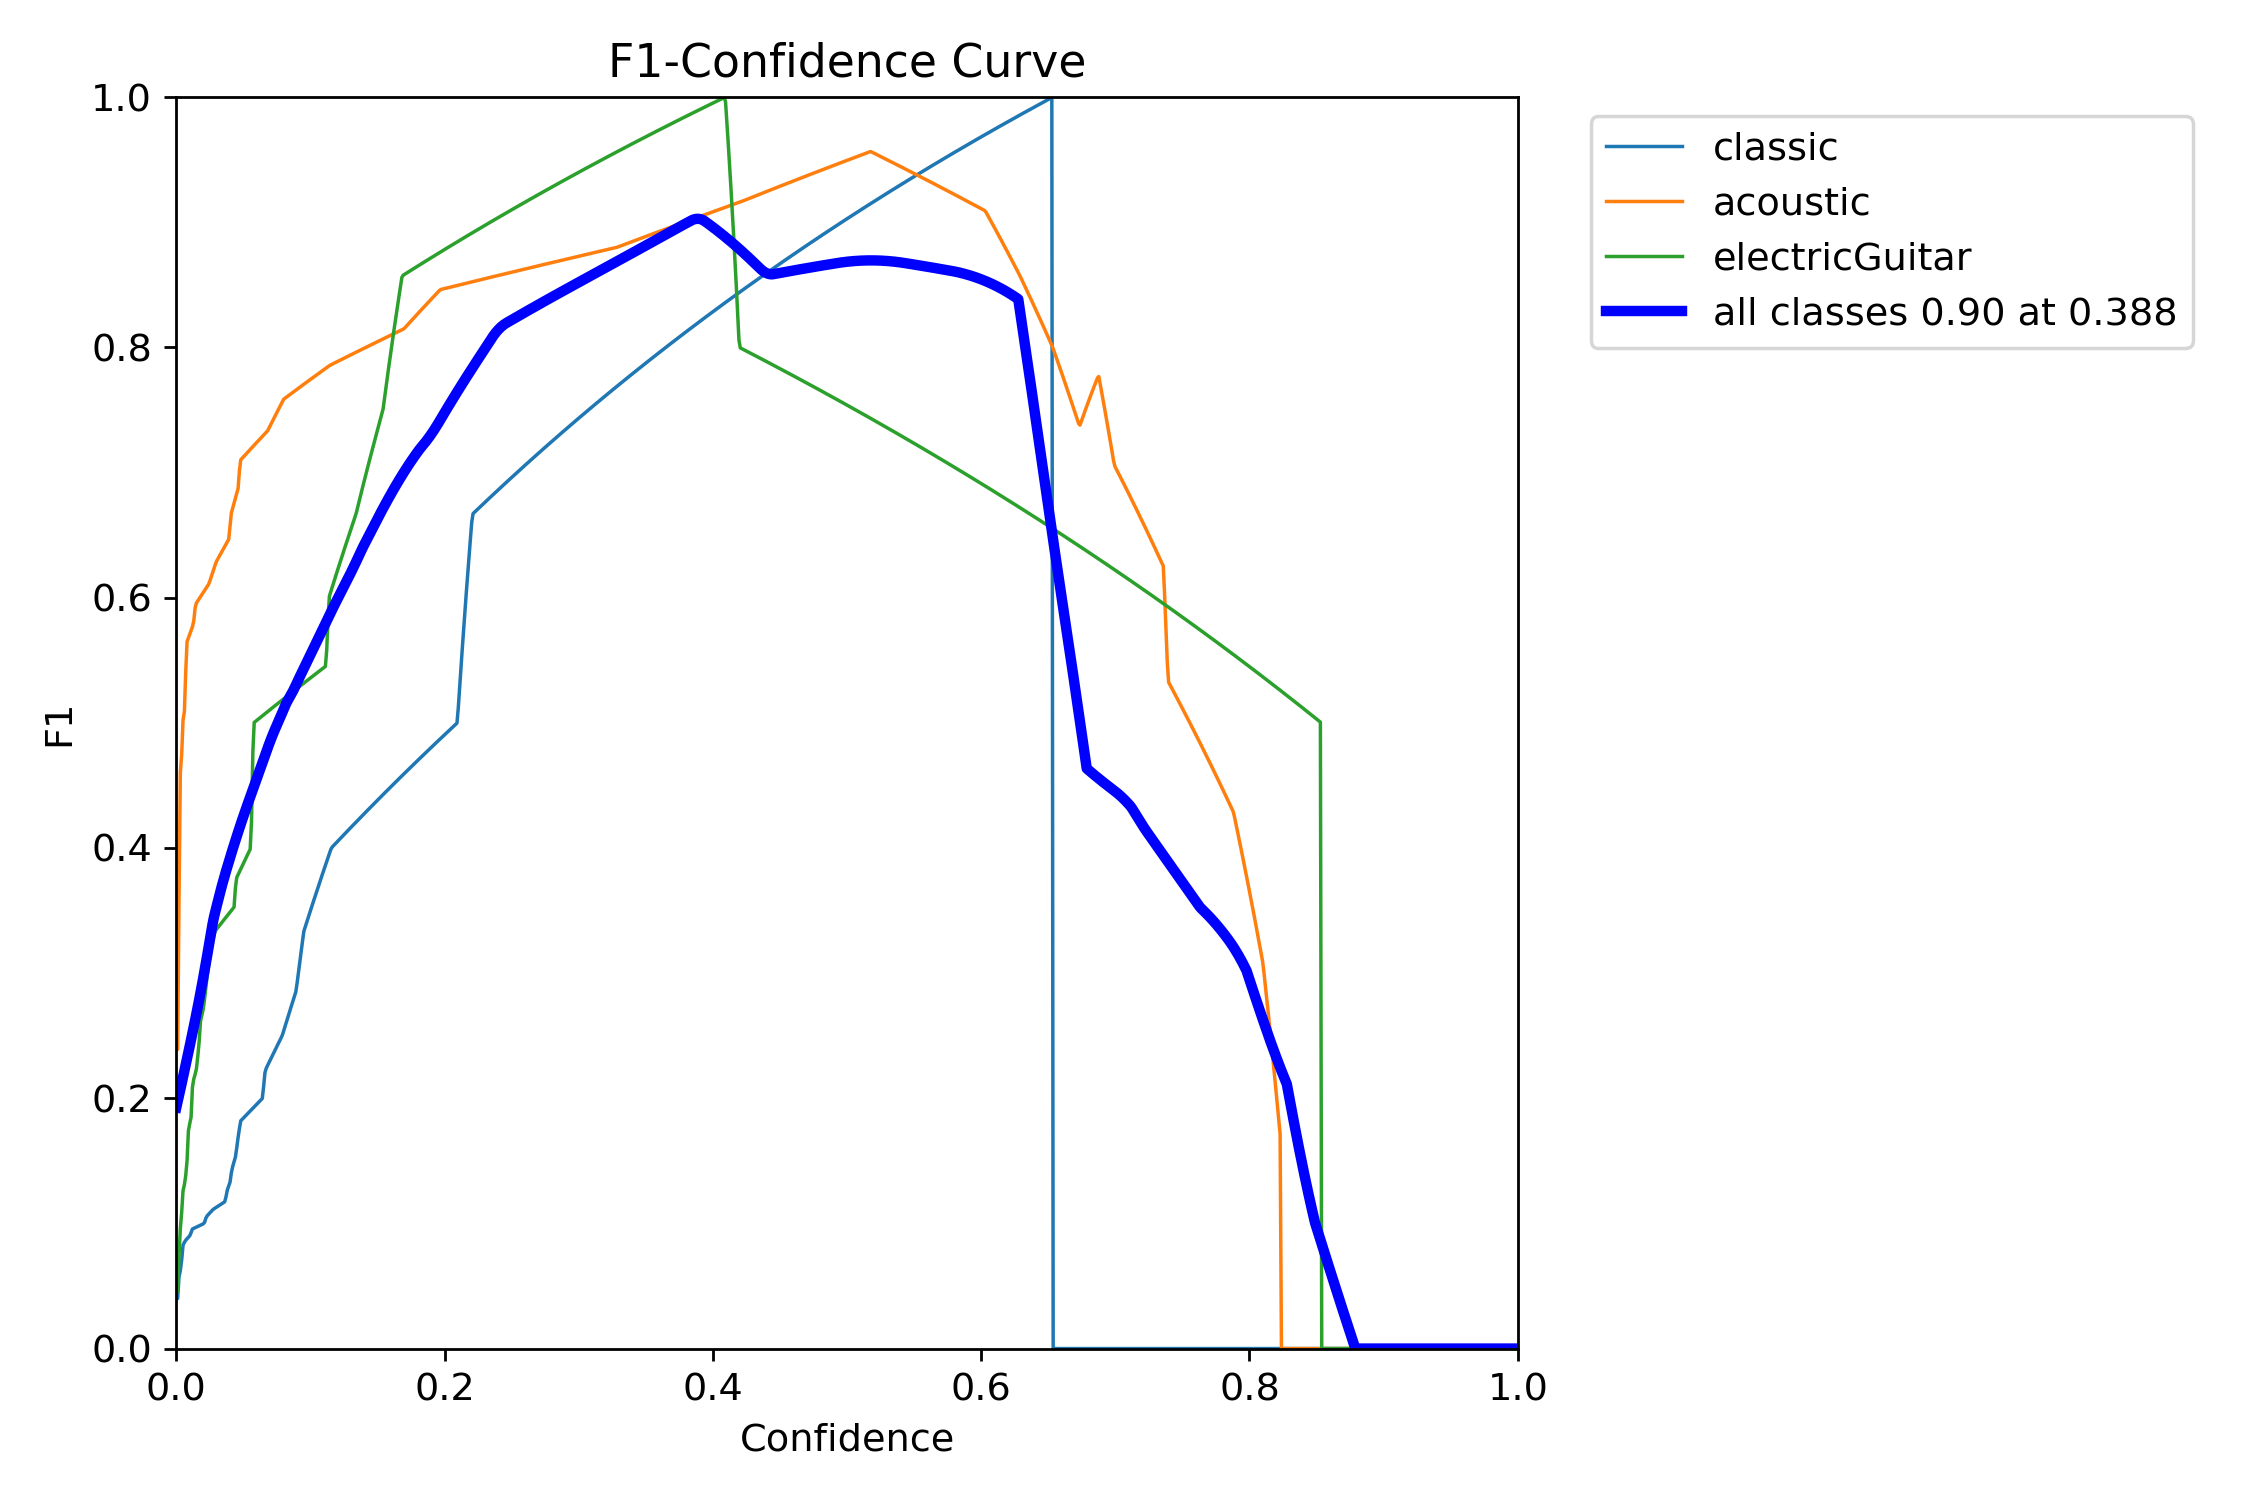 F1-Confidence Curve
1.0
0.8
0.6
0.4
0.2
0.0
F1
0.0 0.2 0.4 0.6 0.8 1.0
Confidence
classic
acoustic
electricGuitar
all classes 0.90 at 0.388